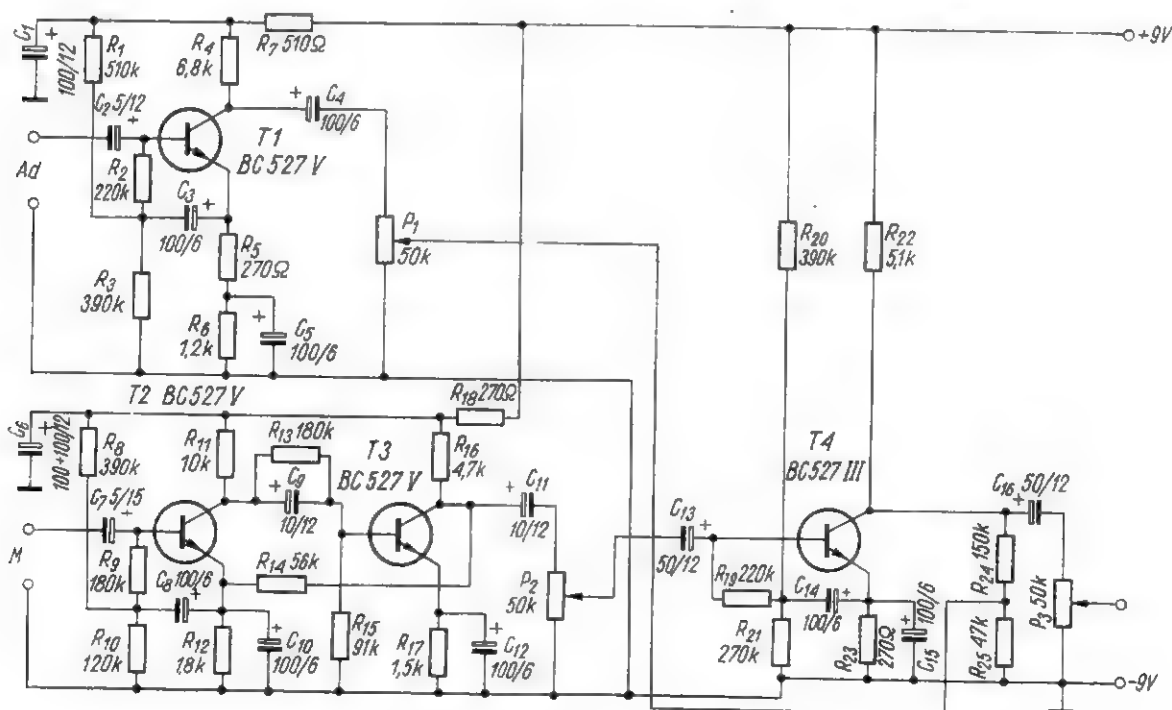 C1
100/12
R1
510k
R4
6,8k
R7 510Ω
+9V
C2 5/12
+
+
C4
100/6
T1
BC 527 V
Ad
R2
220k
C3
+
100/6
R5
270Ω
P1
50k
R20
390k
R22
5,1k
R3
390k
R6
1,2k
+
C5
100/6
T2 BC527V
R18 270Ω
C6
+
100+100/12
R8
390k
R11
10k
R13 180k
T3
BC 527 V
R16
4,7k
C7 5/15
+
+
C9
10/12
+
C11
10/12
T4
BC527 III
C16 50/12
+
M
R9
180k
C8 100/6
+
R14 56k
P2
50k
C13
+
50/12
R19 220k
C14
+
100/6
100/6
+
C15
R24 150k
P3 50k
R10
120k
R12
1,8k
+
C10
100/6
R15
91k
R17
1,5k
+
C12
100/6
R21
270k
R23
270Ω
R25 47k
-9V